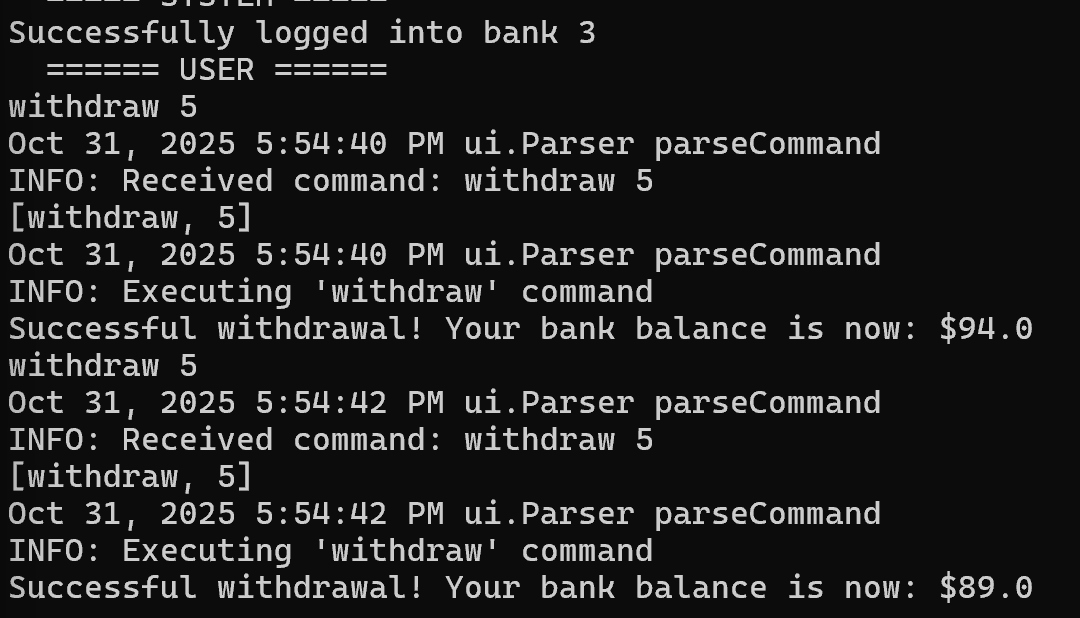 ===== SYSTEM =====
Successfully logged into bank 3
====== USER ======
withdraw 5
Oct 31, 2025 5:54:40 PM ui.Parser parseCommand
INFO: Received command: withdraw 5
[withdraw, 5]
Oct 31, 2025 5:54:40 PM ui.Parser parseCommand
INFO: Executing 'withdraw' command
Successful withdrawal! Your bank balance is now: $94.0
withdraw 5
Oct 31, 2025 5:54:42 PM ui.Parser parseCommand
INFO: Received command: withdraw 5
[withdraw, 5]
Oct 31, 2025 5:54:42 PM ui.Parser parseCommand
INFO: Executing 'withdraw' command
Successful withdrawal! Your bank balance is now: $89.0